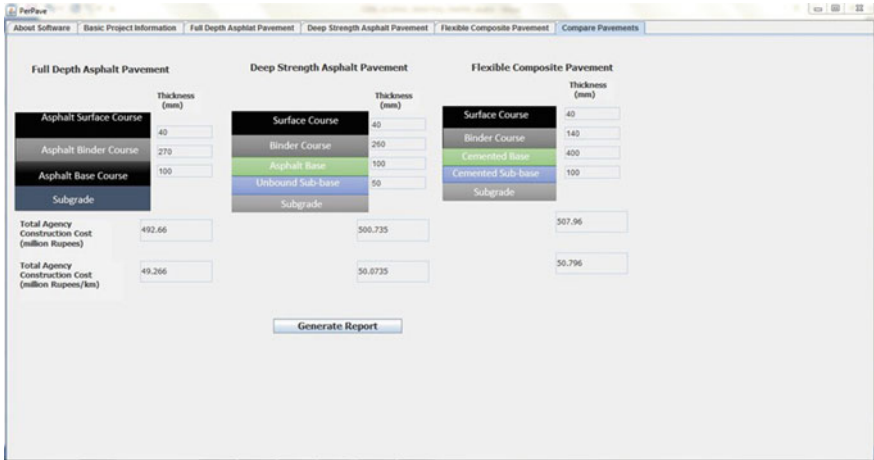 PerPave
About Software Basic Project Information Full Depth Asphlat Pavement Deep Strength Asphalt Pavement Flexible Composite Pavement Compare Pavements
Full Depth Asphalt Pavement
Thickness
(mm)
Asphalt Surface Course 40
Asphalt Binder Course 270
Asphalt Base Course 100
Subgrade
Deep Strength Asphalt Pavement
Thickness
(mm)
Surface Course 40
Binder Course 260
Asphalt Base 100
Unbound Sub-base 50
Subgrade
Flexible Composite Pavement
Thickness
(mm)
Surface Course 40
Binder Course 140
Cemented Base 400
Cemented Sub-base 100
Subgrade
Total Agency
Construction Cost
(million Rupees)
492.66 500.735 507.96
Total Agency
Construction Cost
(million Rupees/km)
49.266 50.0735 50.796
Generate Report